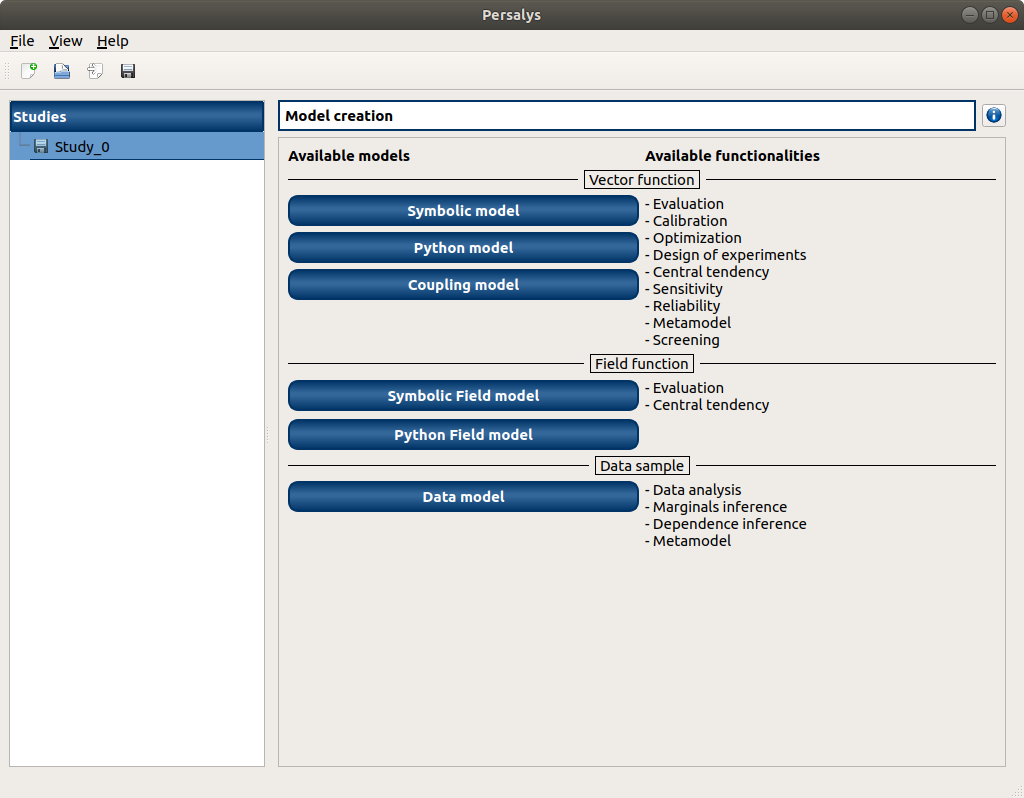 Persalys
File View Help
Studies
Study_0
Model creation
Available models Available functionalities
Vector function
Symbolic model
Python model
Coupling model
- Evaluation
- Calibration
- Optimization
- Design of experiments
- Central tendency
- Sensitivity
- Reliability
- Metamodel
- Screening
Field function
Symbolic Field model
Python Field model
- Evaluation
- Central tendency
Data sample
Data model
- Data analysis
- Marginals inference
- Dependence inference
- Metamodel